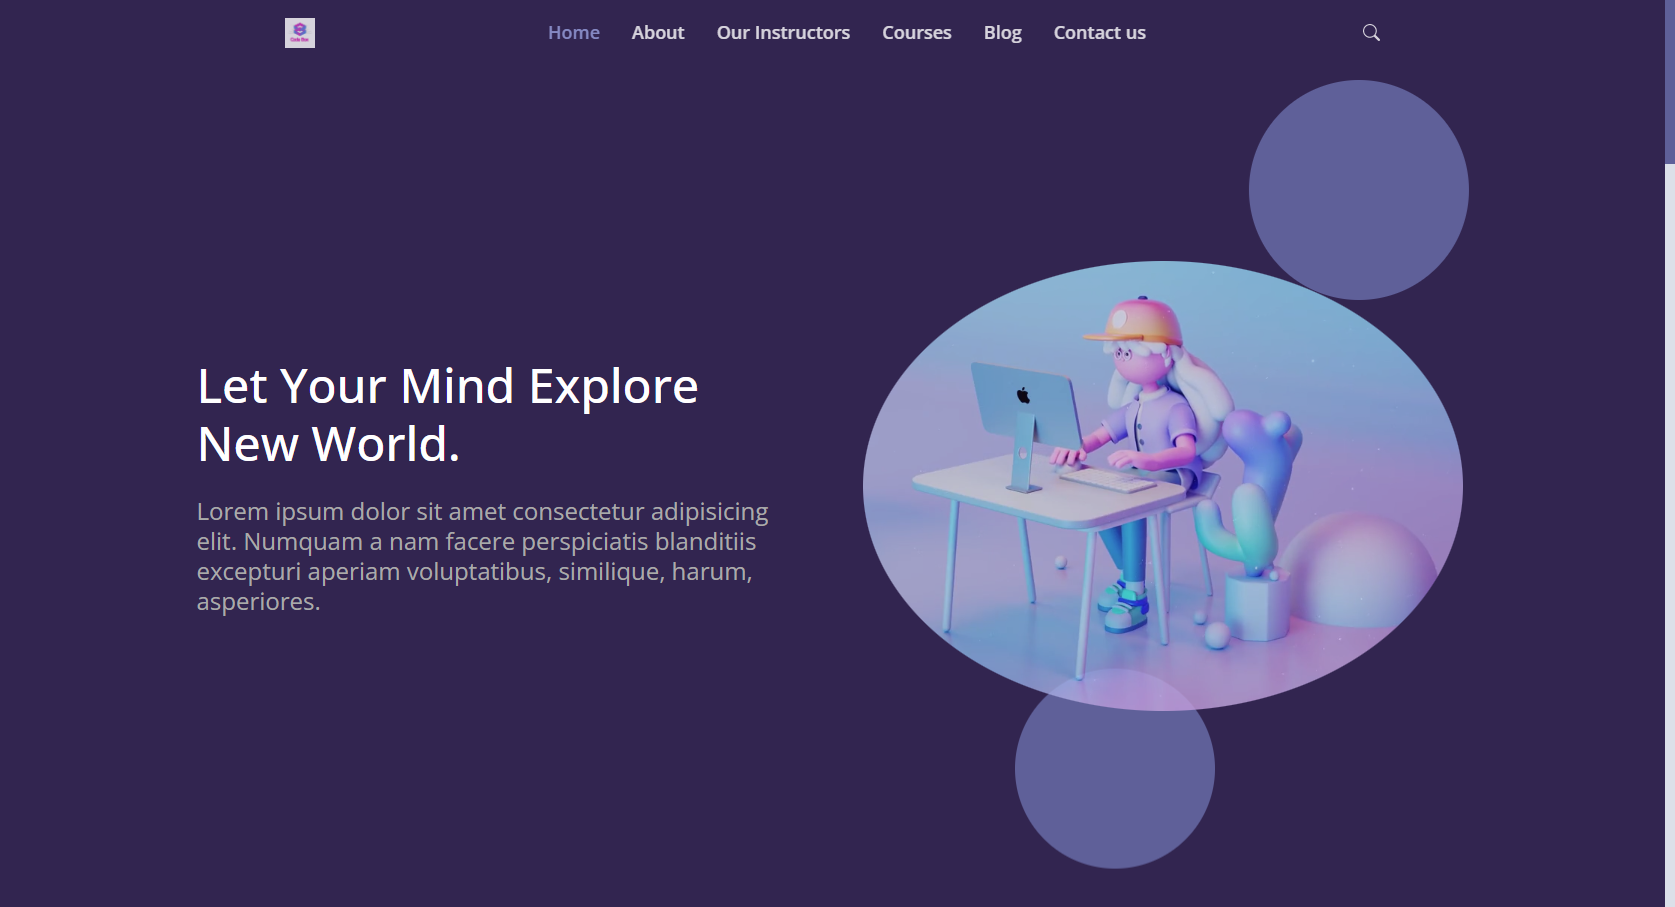 Home About Our Instructors Courses Blog Contact us
Let Your Mind Explore
New World.
Lorem ipsum dolor sit amet consectetur adipisicing
elit. Numquam a nam facere perspiciatis blanditiis
excepturi aperiam voluptatibus, similique, harum,
asperiores.